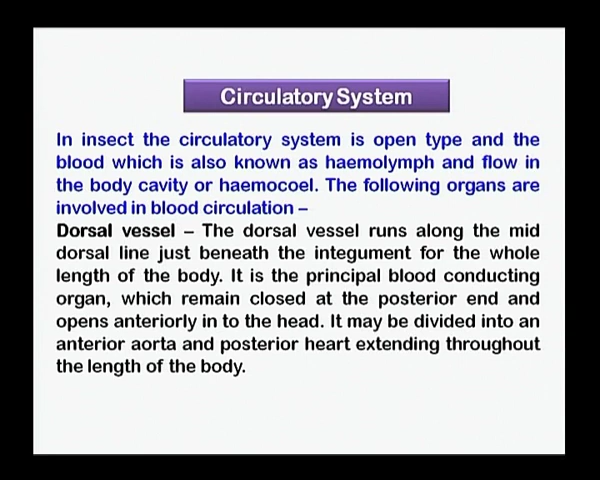 Circulatory System
In insect the circulatory system is open type and the
blood which is also known as haemolymph and flow in
the body cavity or haemocoel. The following organs are
involved in blood circulation –
Dorsal vessel – The dorsal vessel runs along the mid
dorsal line just beneath the integument for the whole
length of the body. It is the principal blood conducting
organ, which remain closed at the posterior end and
opens anteriorly in to the head. It may be divided into an
anterior aorta and posterior heart extending throughout
the length of the body.